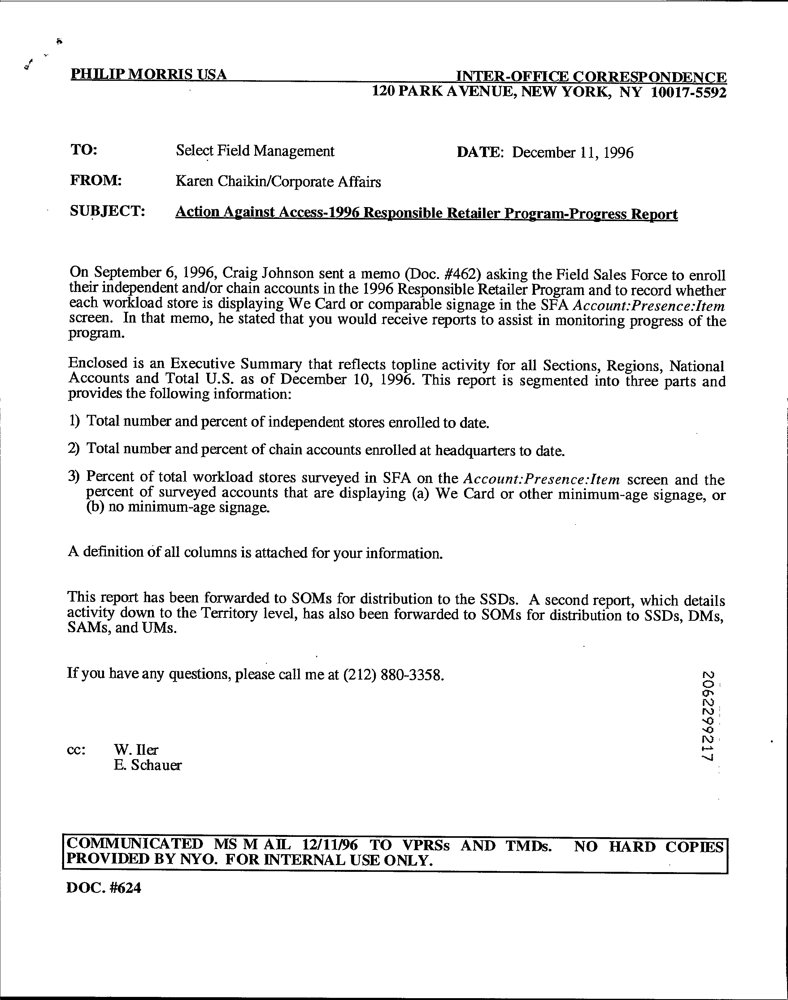 PHILIP MORRIS USA INTER-OFFICE CORRESPONDENCE
120 PARK AVENUE, NEW YORK, NY 10017-5592
TO: Select Field Management DATE: December 11, 1996
FROM: Karen Chaikin/Corporate Affairs
SUBJECT: Action Against Access-1996 Responsible Retailer Program-Progress Report
On September 6, 1996, Craig Johnson sent a memo (Doc. #462) asking the Field Sales Force to enroll
their independent and/or chain accounts in the 1996 Responsible Retailer Program and to record whether
each workload store is displaying We Card or comparable signage in the SFA Account:Presence:Item
screen. In that memo, he stated that you would receive reports to assist in monitoring progress of the
program.
Enclosed is an Executive Summary that reflects topline activity for all Sections, Regions, National
Accounts and Total U.S. as of December 10, 1996. This report is segmented into three parts and
provides the following information:
1) Total number and percent of independent stores enrolled to date.
2) Total number and percent of chain accounts enrolled at headquarters to date.
3) Percent of total workload stores surveyed in SFA on the Account:Presence:Item screen and the
percent of surveyed accounts that are displaying (a) We Card or other minimum-age signage, or
(b) no minimum-age signage.
A definition of all columns is attached for your information.
This report has been forwarded to SOMs for distribution to the SSDs. A second report, which details
activity down to the Territory level, has also been forwarded to SOMs for distribution to SSDs, DMs,
SAMs, and UMs.
If you have any questions, please call me at (212) 880-3358.
2062299217
cc: W. Iler
E. Schauer
COMMUNICATED MS M AIL 12/11/96 TO VPRSs AND TMDs. NO HARD COPIES
PROVIDED BY NYO. FOR INTERNAL USE ONLY.
DOC. #624